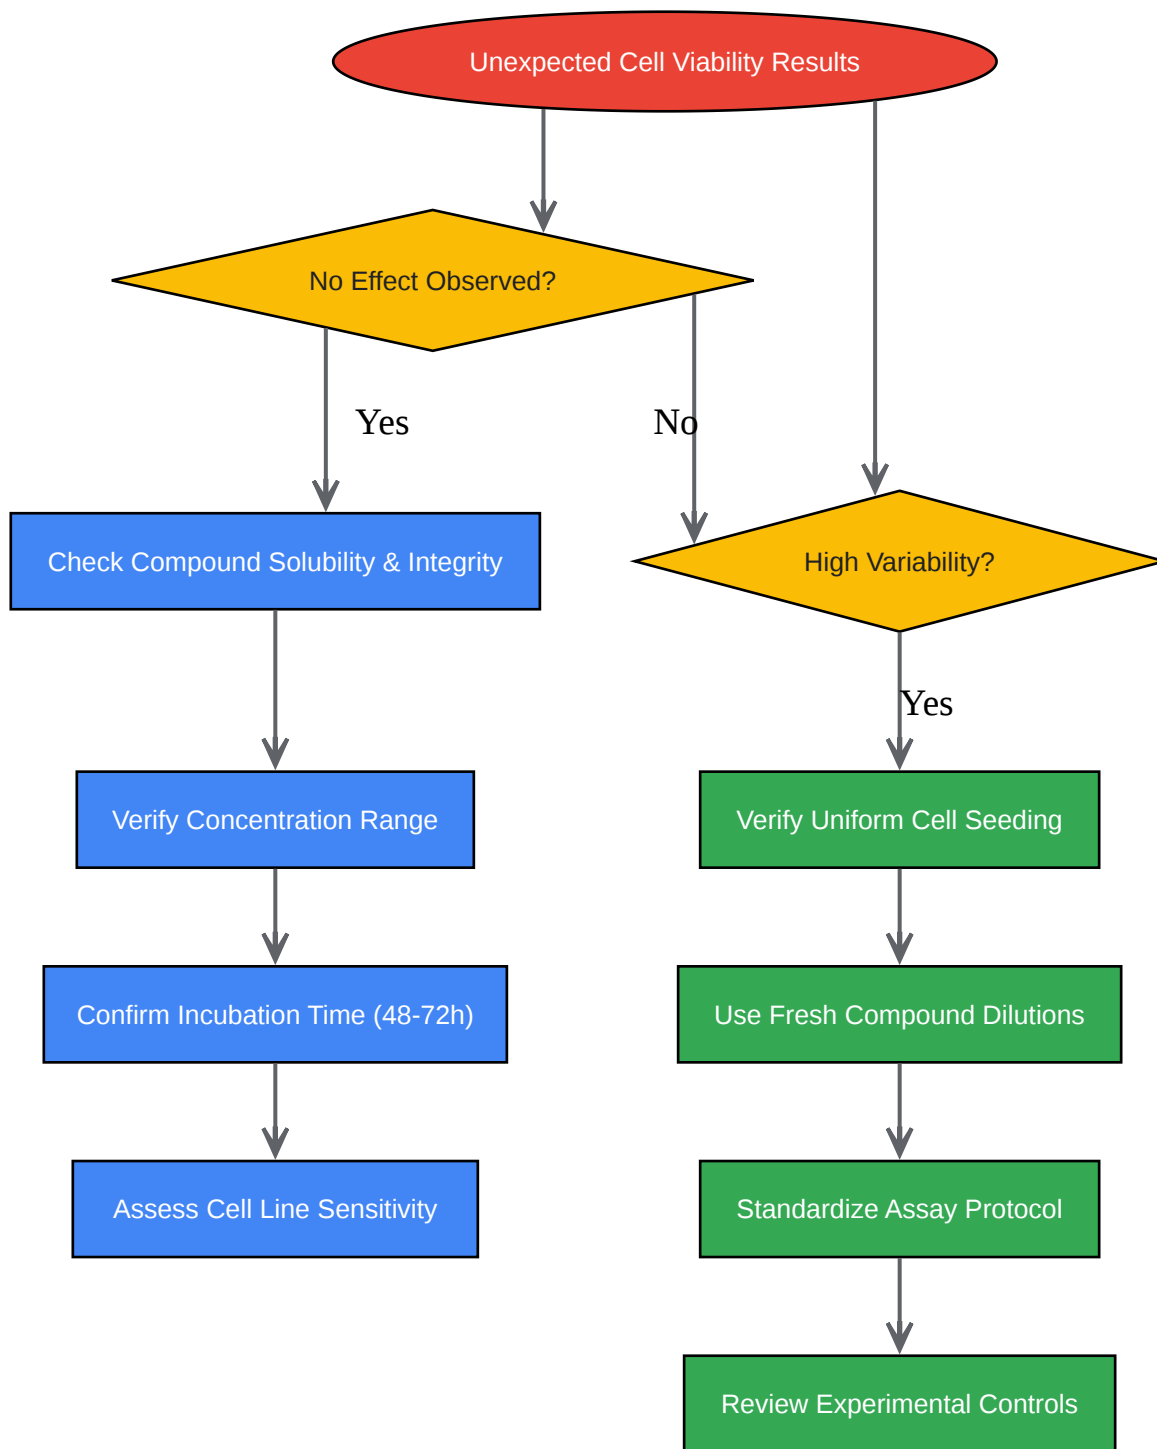 Unexpected Cell Viability Results
No Effect Observed?
Yes
No
Check Compound Solubility & Integrity
High Variability?
Yes
Verify Concentration Range
Verify Uniform Cell Seeding
Confirm Incubation Time (48-72h)
Use Fresh Compound Dilutions
Assess Cell Line Sensitivity
Standardize Assay Protocol
Review Experimental Controls